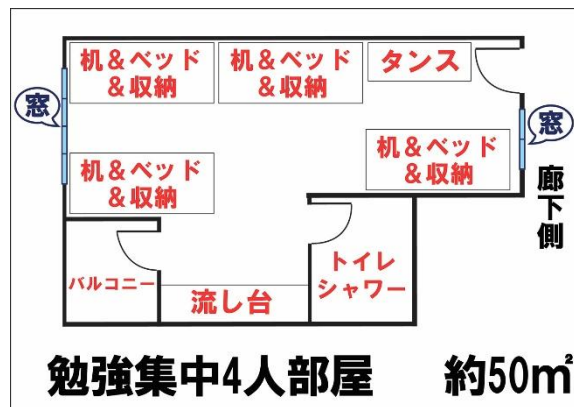 机&ベッド
&収納
机&ベッド
&収納
タンス
窓
窓
机&ベッド
&収納
机&ベッド
&収納
廊下側
バルコニー
流し台
トイレ
シャワー
勉強集中4人部屋 約50㎡